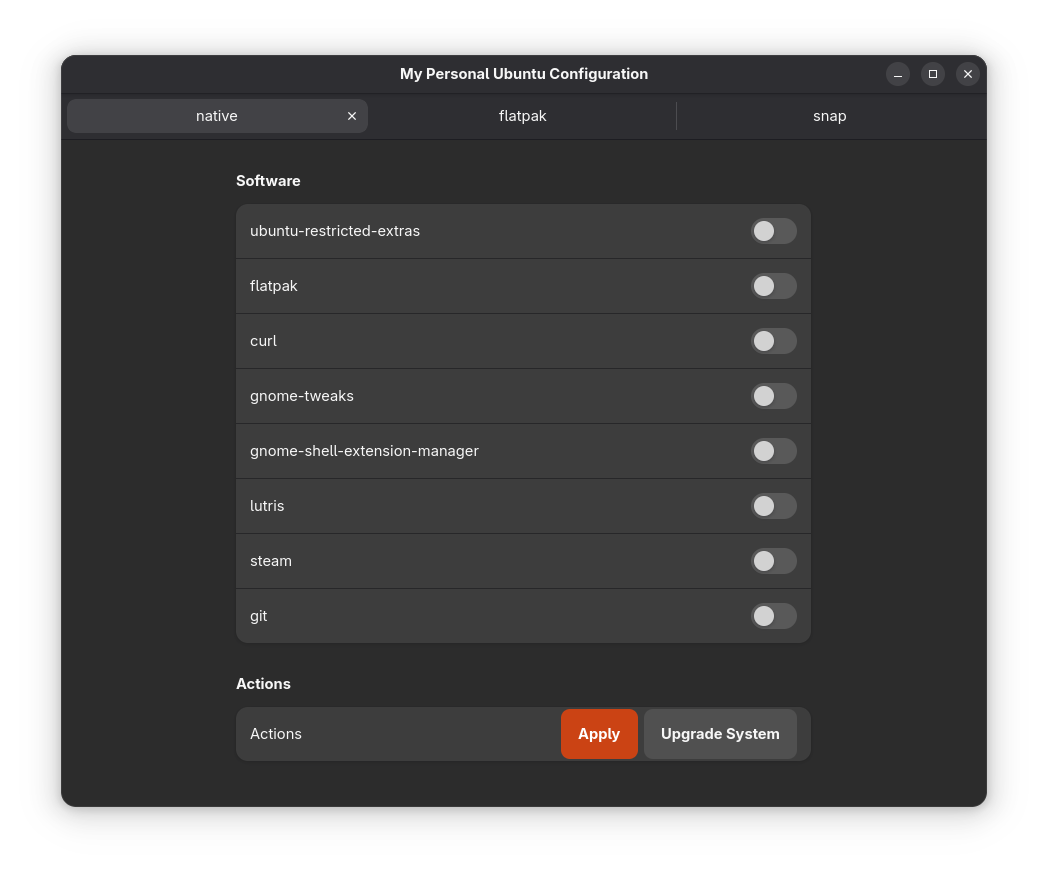 My Personal Ubuntu Configuration
native
flatpak
snap
Software
ubuntu-restricted-extras
flatpak
curl
gnome-tweaks
gnome-shell-extension-manager
lutris
steam
git
Actions
Actions
Apply
Upgrade System